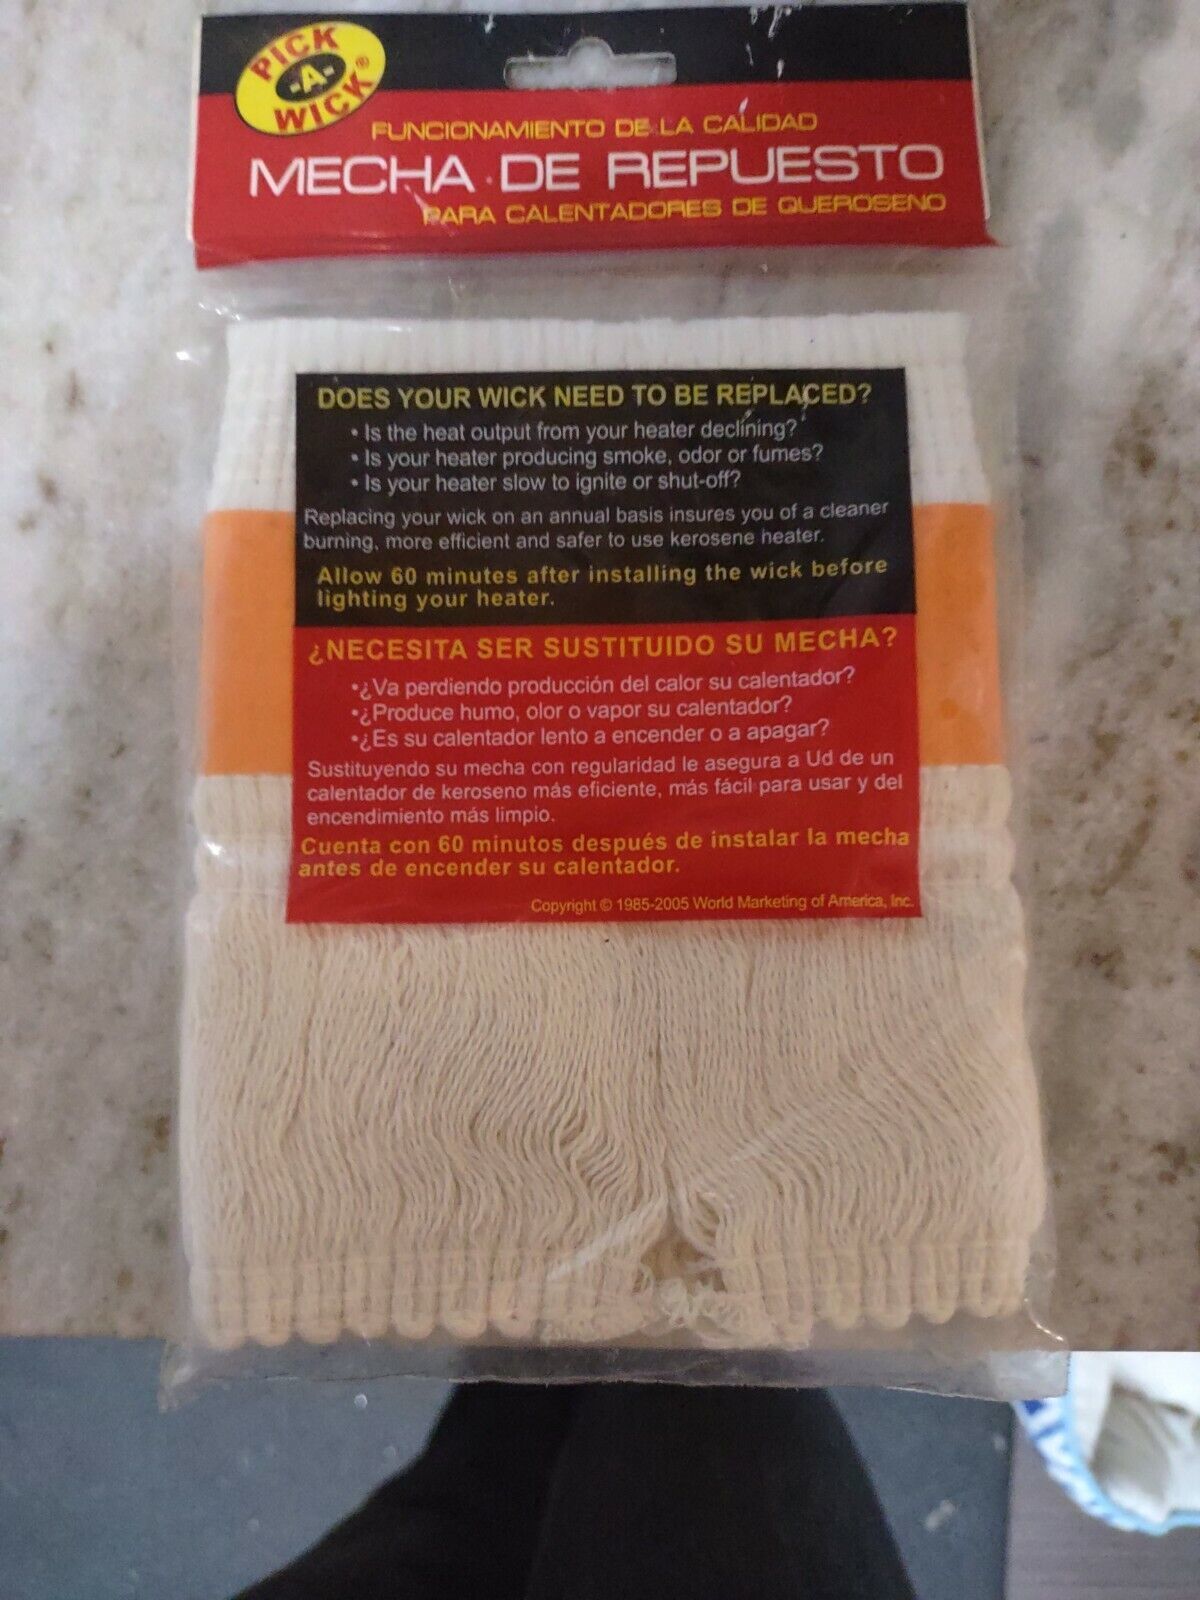 PICK
-A-
WICK®
FUNCIONAMIENTO DE LA CALIDAD
MECHA DE REPUESTO
PARA CALENTADORES DE QUEROSENO
DOES YOUR WICK NEED TO BE REPLACED?
• Is the heat output from your heater declining?
• Is your heater producing smoke, odor or fumes?
• Is your heater slow to ignite or shut-off?
Replacing your wick on an annual basis insures you of a cleaner
burning, more efficient and safer to use kerosene heater.
Allow 60 minutes after installing the wick before
lighting your heater.
¿NECESITA SER SUSTITUIDO SU MECHA?
•¿Va perdiendo producción del calor su calentador?
•¿Produce humo, olor o vapor su calentador?
•¿Es su calentador lento a encender o a apagar?
Sustituyendo su mecha con regularidad le asegura a Ud de un
calentador de keroseno más eficiente, más fácil para usar y del
encendimiento más limpio.
Cuenta con 60 minutos después de instalar la mecha
antes de encender su calentador.
Copyright © 1985-2005 World Marketing of America, Inc.